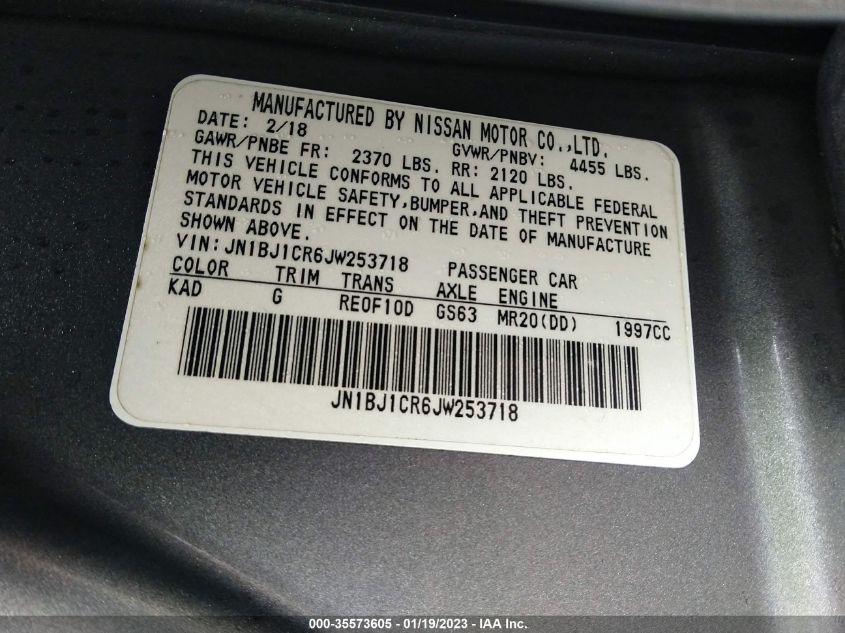 MANUFACTURED BY NISSAN MOTOR CO.,LTD.
DATE: 2/18 GVWR/PNBV: 4455 LBS.
GAWR/PNBE FR: 2370 LBS. RR: 2120 LBS.
THIS VEHICLE CONFORMS TO ALL APPLICABLE FEDERAL
MOTOR VEHICLE SAFETY,BUMPER,AND THEFT PREVENTION
STANDARDS IN EFFECT ON THE DATE OF MANUFACTURE
SHOWN ABOVE.
VIN:JN1BJ1CR6JW253718 PASSENGER CAR
COLOR TRIM TRANS AXLE ENGINE
KAD G RE0F10D GS63 MR20(DD) 1997CC
JN1BJ1CR6JW253718
000-35573605 - 01/19/2023 - IAA Inc.